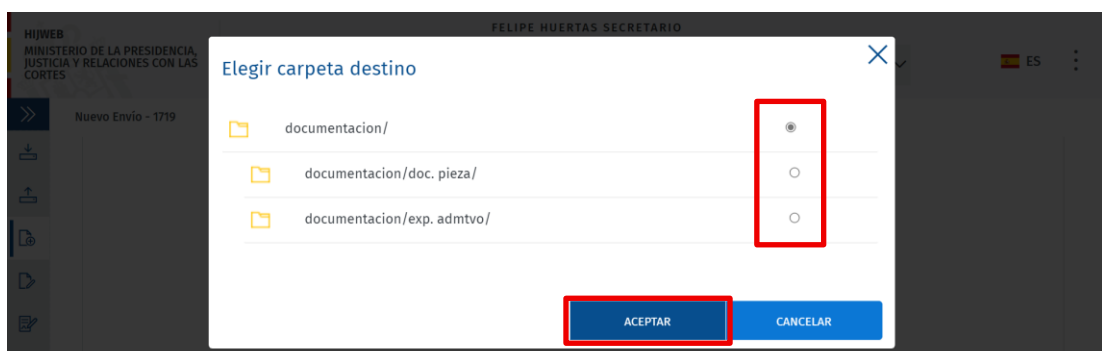 HIJWEB
MINISTERIO DE LA PRESIDENCIA,
JUSTICIA Y RELACIONES CON LAS
CORTES
FELIPE HUERTAS SECRETARIO
ES
Nuevo Envío - 1719
Elegir carpeta destino
documentacion/
documentacion/doc. pieza/
documentacion/exp. admtvo/
ACEPTAR
CANCELAR